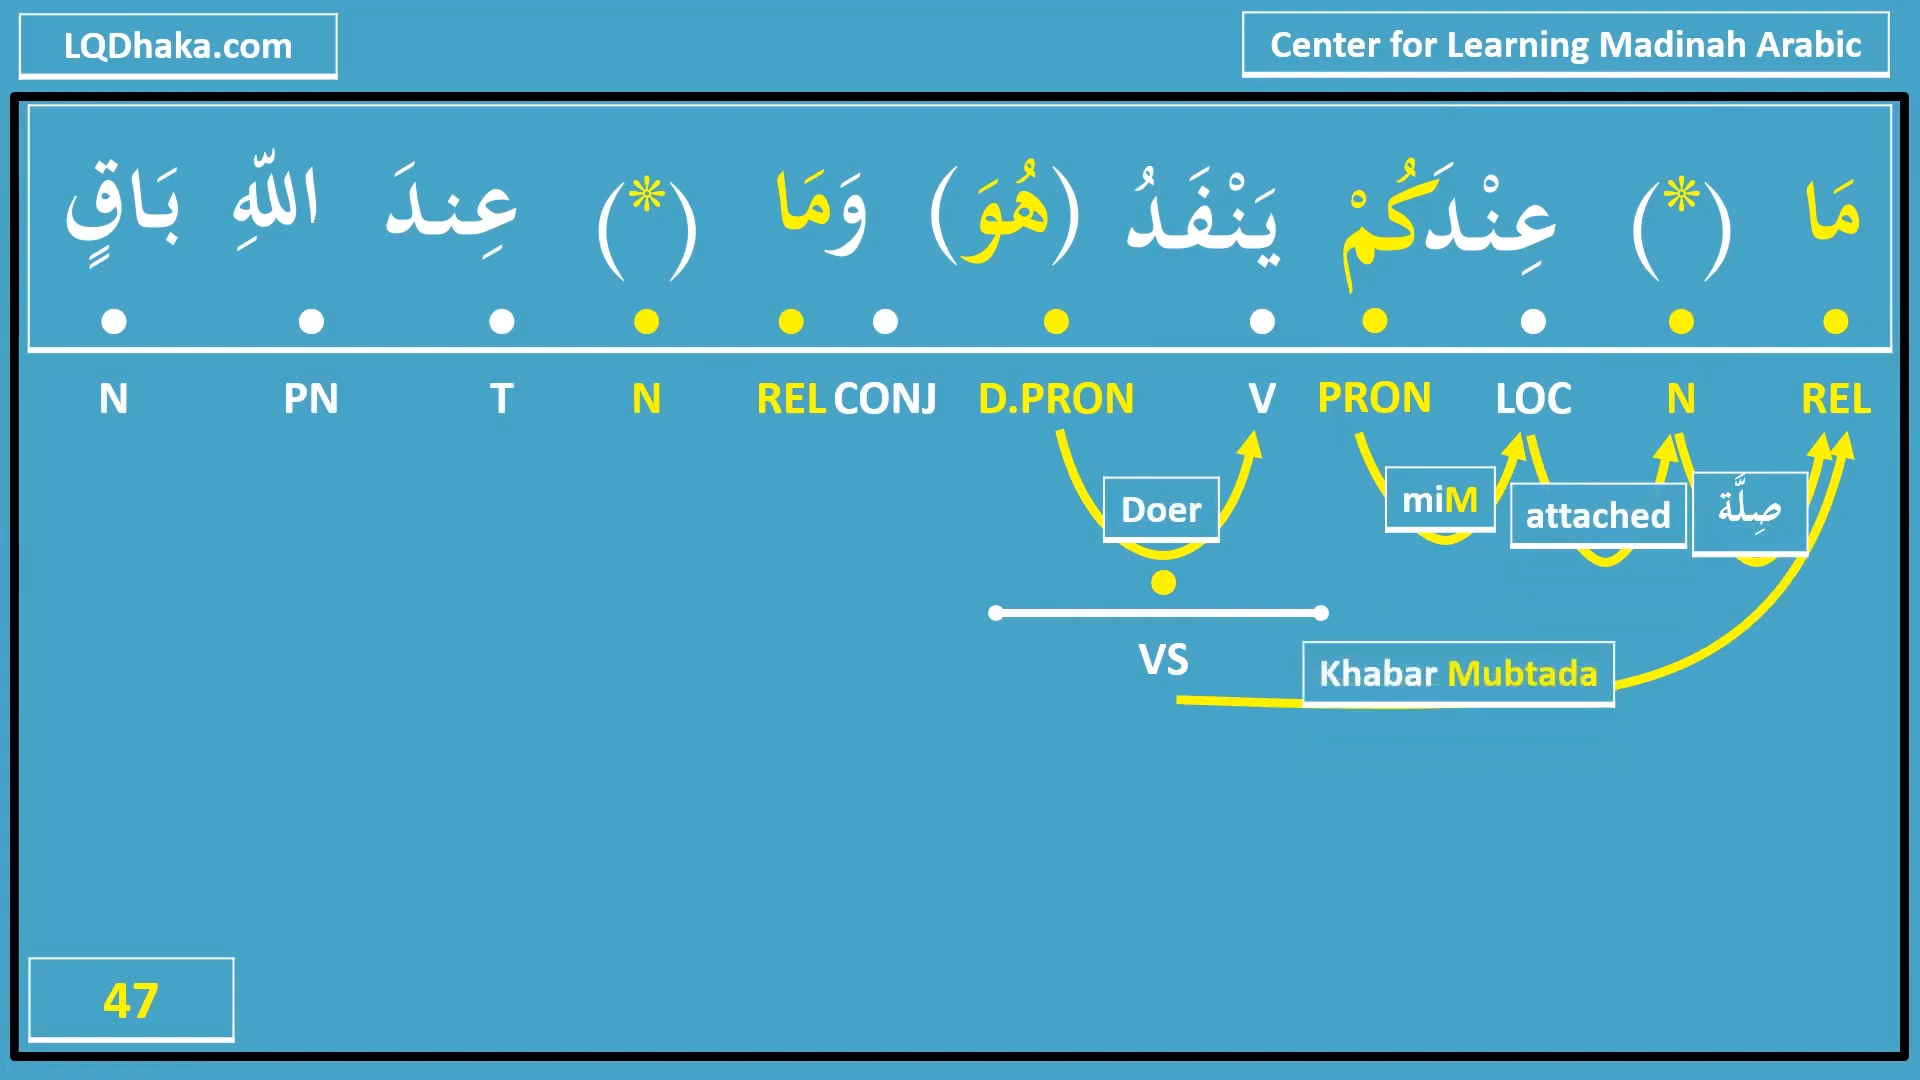 LQDhaka.com
Center for Learning Madinah Arabic
مَا (*) عِنْدَكُمْ يَنْفَدُ (هُوَ) وَمَا (*) عِندَ اللّٰهِ بَاقٍ
N PN T N REL CONJ D.PRON V PRON LOC N REL
Doer miM attached صِلَّة
VS
Khabar Mubtada
47